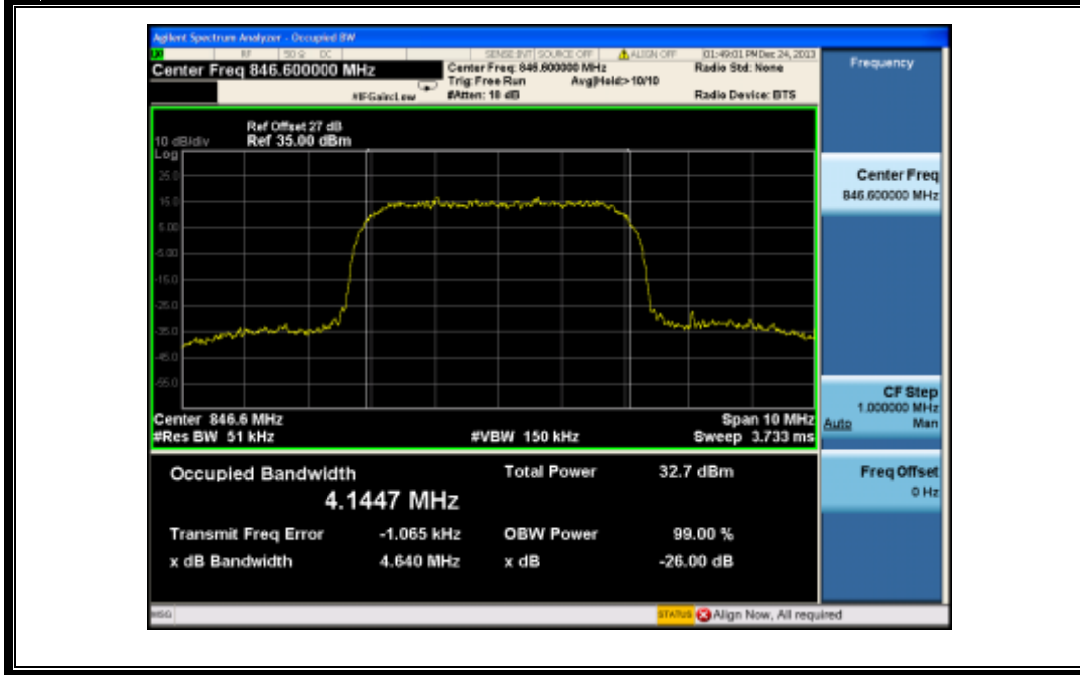 Agilent Spectrum Analyzer - Occupied BW
RF 50 Ω DC SENSE:INT SOURCE OFF ALIGN OFF 01:49:01 PM Dec 24, 2013
Center Freq 846.600000 MHz
Center Freq: 846.600000 MHz
Radio Std: None
Trig: Free Run Avg|Hold:>10/10
#IFGain:Low #Atten: 18 dB Radio Device: BTS
Ref Offset 27 dB
10 dB/div Ref 35.00 dBm
Log
25.0
15.0
5.00
-5.00
-15.0
-25.0
-35.0
-45.0
-55.0
Center 846.6 MHz Span 10 MHz
#Res BW 51 kHz #VBW 150 kHz Sweep 3.733 ms
Occupied Bandwidth Total Power 32.7 dBm
4.1447 MHz
Transmit Freq Error -1.065 kHz OBW Power 99.00 %
x dB Bandwidth 4.640 MHz x dB -26.00 dB
Frequency
Center Freq
846.600000 MHz
CF Step
1.000000 MHz
Auto Man
Freq Offset
0 Hz
MSG STATUS Align Now, All required